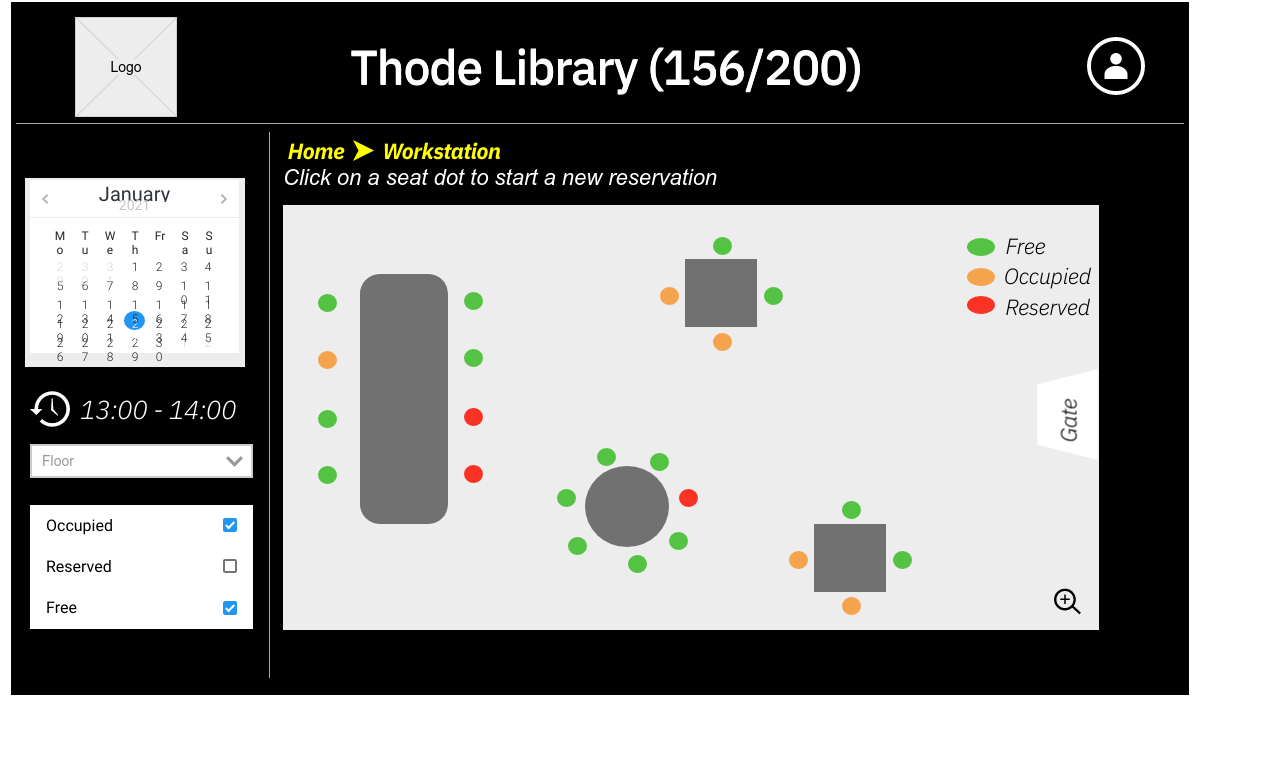 Logo
Thode Library (156/200)
Home Workstation
Click on a seat dot to start a new reservation
January
2021
Mo Tu We Th Fr Sa Su
1 2 3 4
5 6 7 8 9 10 11
12 13 14 15 16 17 18
19 20 21 22 23 24 25
26 27 28 29 30
13:00 - 14:00
Floor
Occupied
Reserved
Free
Free
Occupied
Reserved
Gate